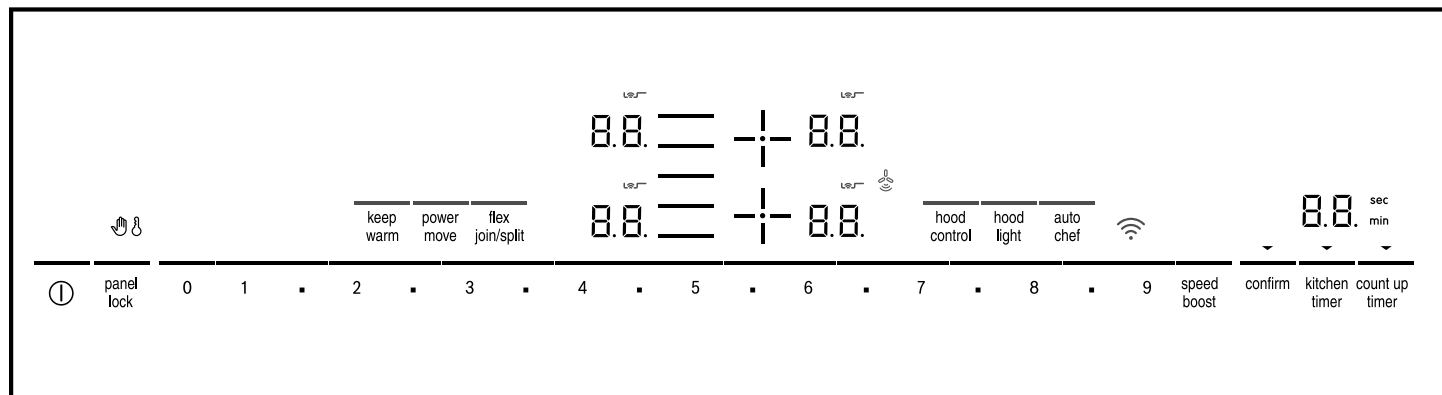 8.8. 8.8.
8.8. 8.8.
keep warm
power move
flex join/split
hood control
hood light
auto chef
8.8. sec
min
panel lock
0 1 . 2 . 3 . 4 . 5 . 6 . 7 . 8 . 9
speed boost
confirm
kitchen timer
count up timer